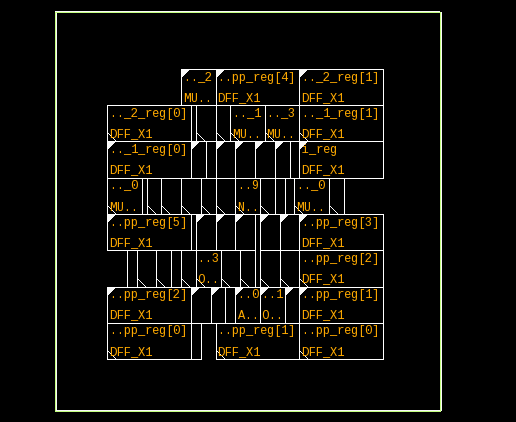 .._2 ..pp_reg[4] .._2_reg[1]
MU.. DFF_X1 DFF_X1
.._2_reg[0] .._1 .._3 .._1_reg[1]
DFF_X1 MU.. MU.. DFF_X1
.._1_reg[0] i_reg
DFF_X1 DFF_X1
.._0 ..9 .._0
MU.. N.. MU..
..pp_reg[5] ..pp_reg[3]
DFF_X1 DFF_X1
..3 ..pp_reg[2]
O.. DFF_X1
..pp_reg[2] ..0 ..1 ..pp_reg[1]
DFF_X1 A.. O.. DFF_X1
..pp_reg[0] ..pp_reg[1] ..pp_reg[0]
DFF_X1 DFF_X1 DFF_X1